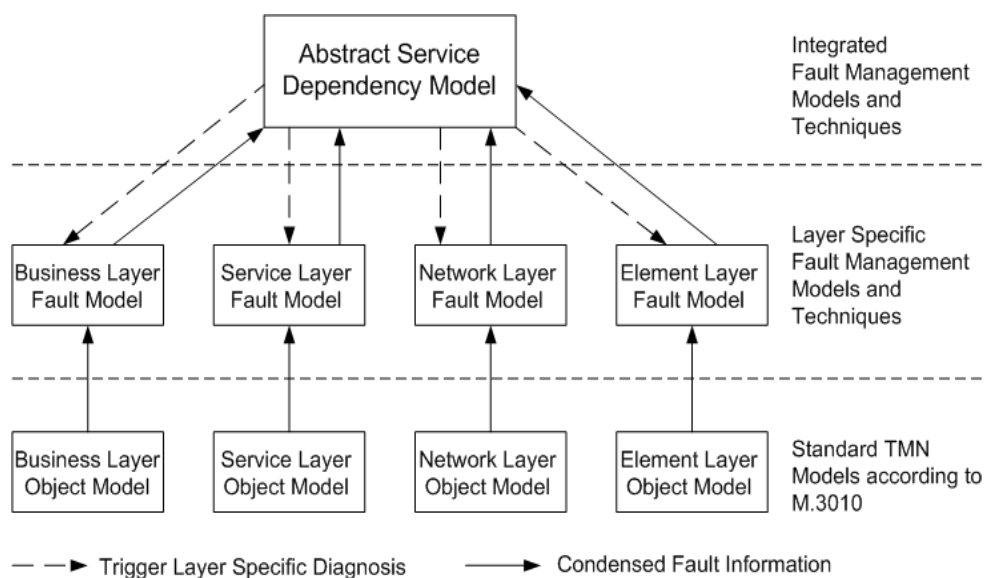 Abstract Service
Dependency Model
Integrated
Fault Management
Models and
Techniques
Business Layer
Fault Model
Service Layer
Fault Model
Network Layer
Fault Model
Element Layer
Fault Model
Layer Specific
Fault Management
Models and
Techniques
Business Layer
Object Model
Service Layer
Object Model
Network Layer
Object Model
Element Layer
Object Model
Standard TMN
Models according to
M.3010
Trigger Layer Specific Diagnosis
Condensed Fault Information